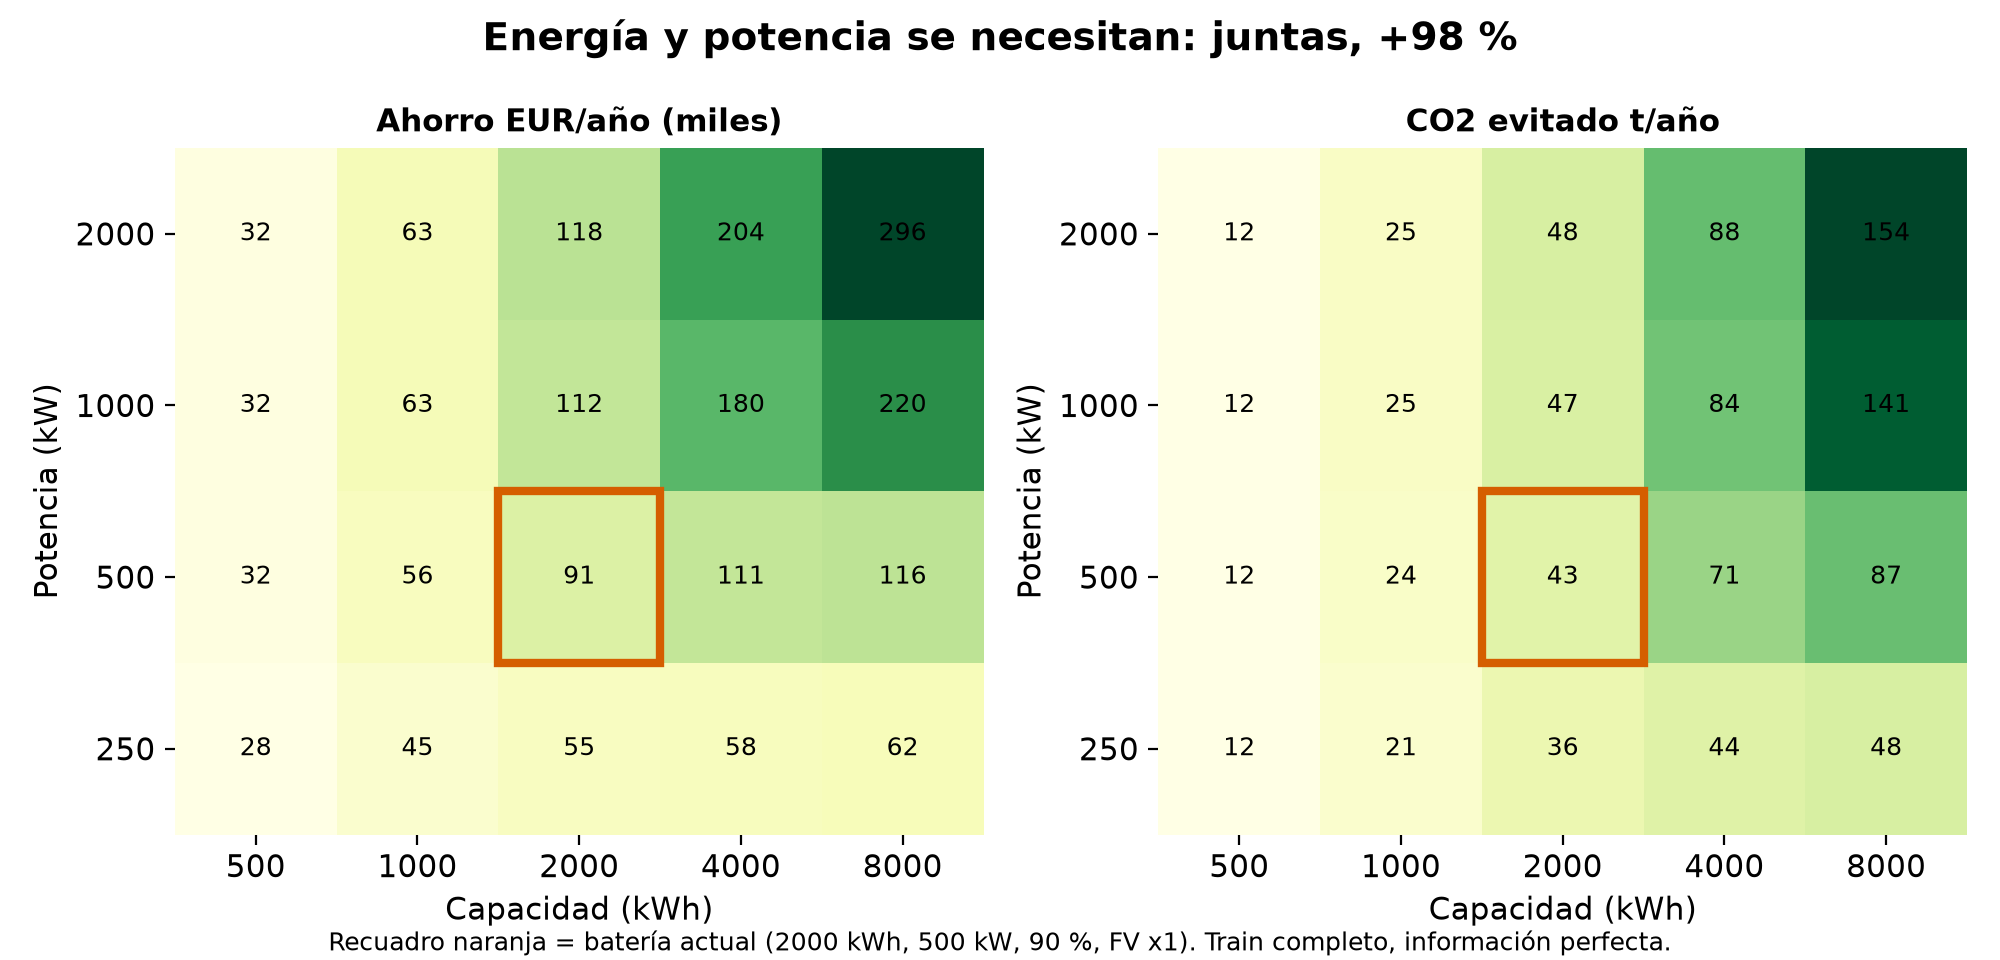 Energía y potencia se necesitan: juntas, +98 %
Ahorro EUR/año (miles)
Potencia (kW)
2000 32 63 118 204 296
1000 32 63 112 180 220
500 32 56 91 111 116
250 28 45 55 58 62
500 1000 2000 4000 8000
Capacidad (kWh)
CO2 evitado t/año
Potencia (kW)
2000 12 25 48 88 154
1000 12 25 47 84 141
500 12 24 43 71 87
250 12 21 36 44 48
500 1000 2000 4000 8000
Capacidad (kWh)
Recuadro naranja = batería actual (2000 kWh, 500 kW, 90 %, FV x1). Train completo, información perfecta.